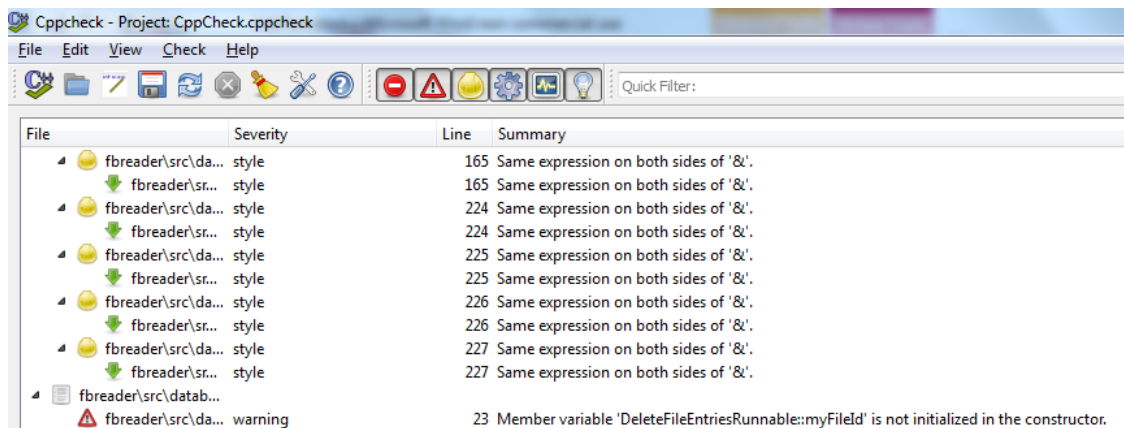 Cppcheck - Project: CppCheck.cppcheck
File Edit View Check Help
Quick Filter:
File Severity Line Summary
fbreader\src\da... style 165 Same expression on both sides of '&'.
fbreader\sr... style 165 Same expression on both sides of '&'.
fbreader\src\da... style 224 Same expression on both sides of '&'.
fbreader\sr... style 224 Same expression on both sides of '&'.
fbreader\src\da... style 225 Same expression on both sides of '&'.
fbreader\sr... style 225 Same expression on both sides of '&'.
fbreader\src\da... style 226 Same expression on both sides of '&'.
fbreader\sr... style 226 Same expression on both sides of '&'.
fbreader\src\da... style 227 Same expression on both sides of '&'.
fbreader\sr... style 227 Same expression on both sides of '&'.
fbreader\src\datab...
fbreader\src\da... warning 23 Member variable 'DeleteFileEntriesRunnable::myFileId' is not initialized in the constructor.